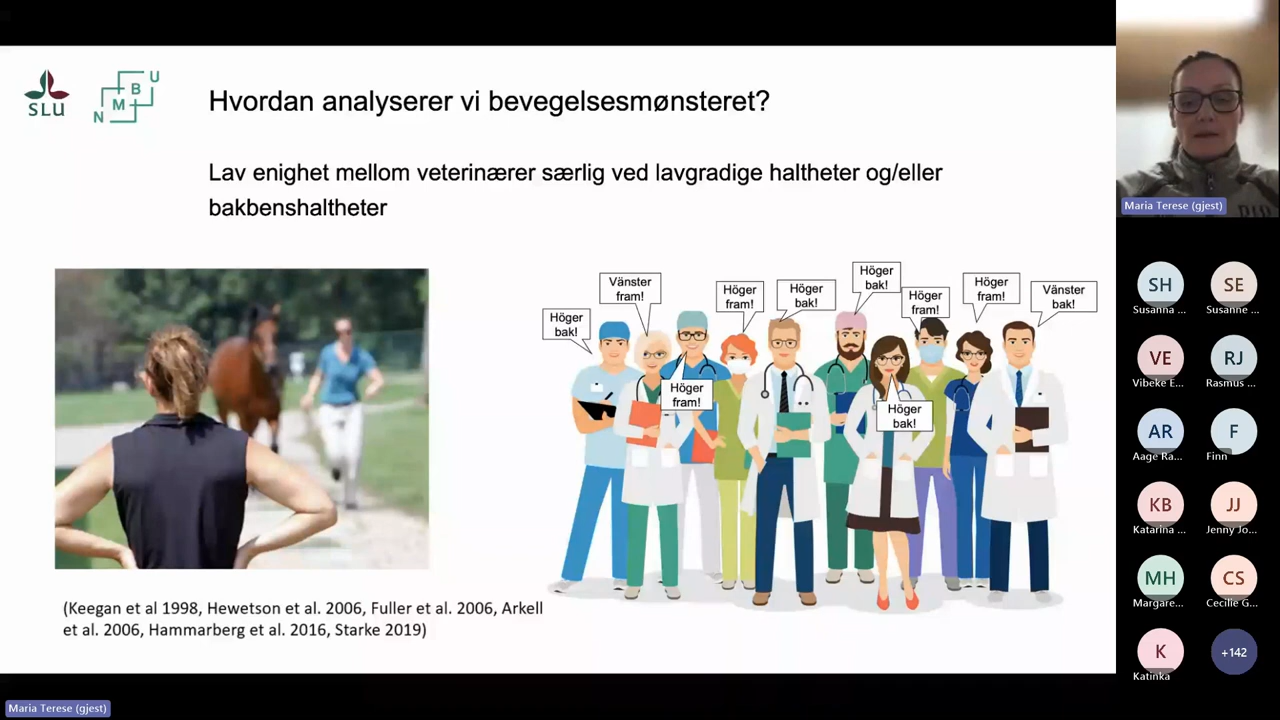 SLU
N M B U
Hvordan analyserer vi bevegelsesmønsteret?
Lav enighet mellom veterinærer særlig ved lavgradige haltheter og/eller
bakbenshaltheter
Höger
bak!
Vänster
fram!
Höger
fram!
Höger
fram!
Höger
bak!
Höger
bak!
Höger
fram!
Höger
bak!
Höger
fram!
Vänster
bak!
(Keegan et al 1998, Hewetson et al. 2006, Fuller et al. 2006, Arkell
et al. 2006, Hammarberg et al. 2016, Starke 2019)
Maria Terese (gjest)
Maria Terese (gjest)
SH
Susanna ...
SE
Susanne ...
VE
Vibeke E...
RJ
Rasmus ...
AR
Aage Ra...
F
Finn
KB
Katarina ...
JJ
Jenny Jo...
MH
Margare...
CS
Cecilie G...
K
Katinka
+142